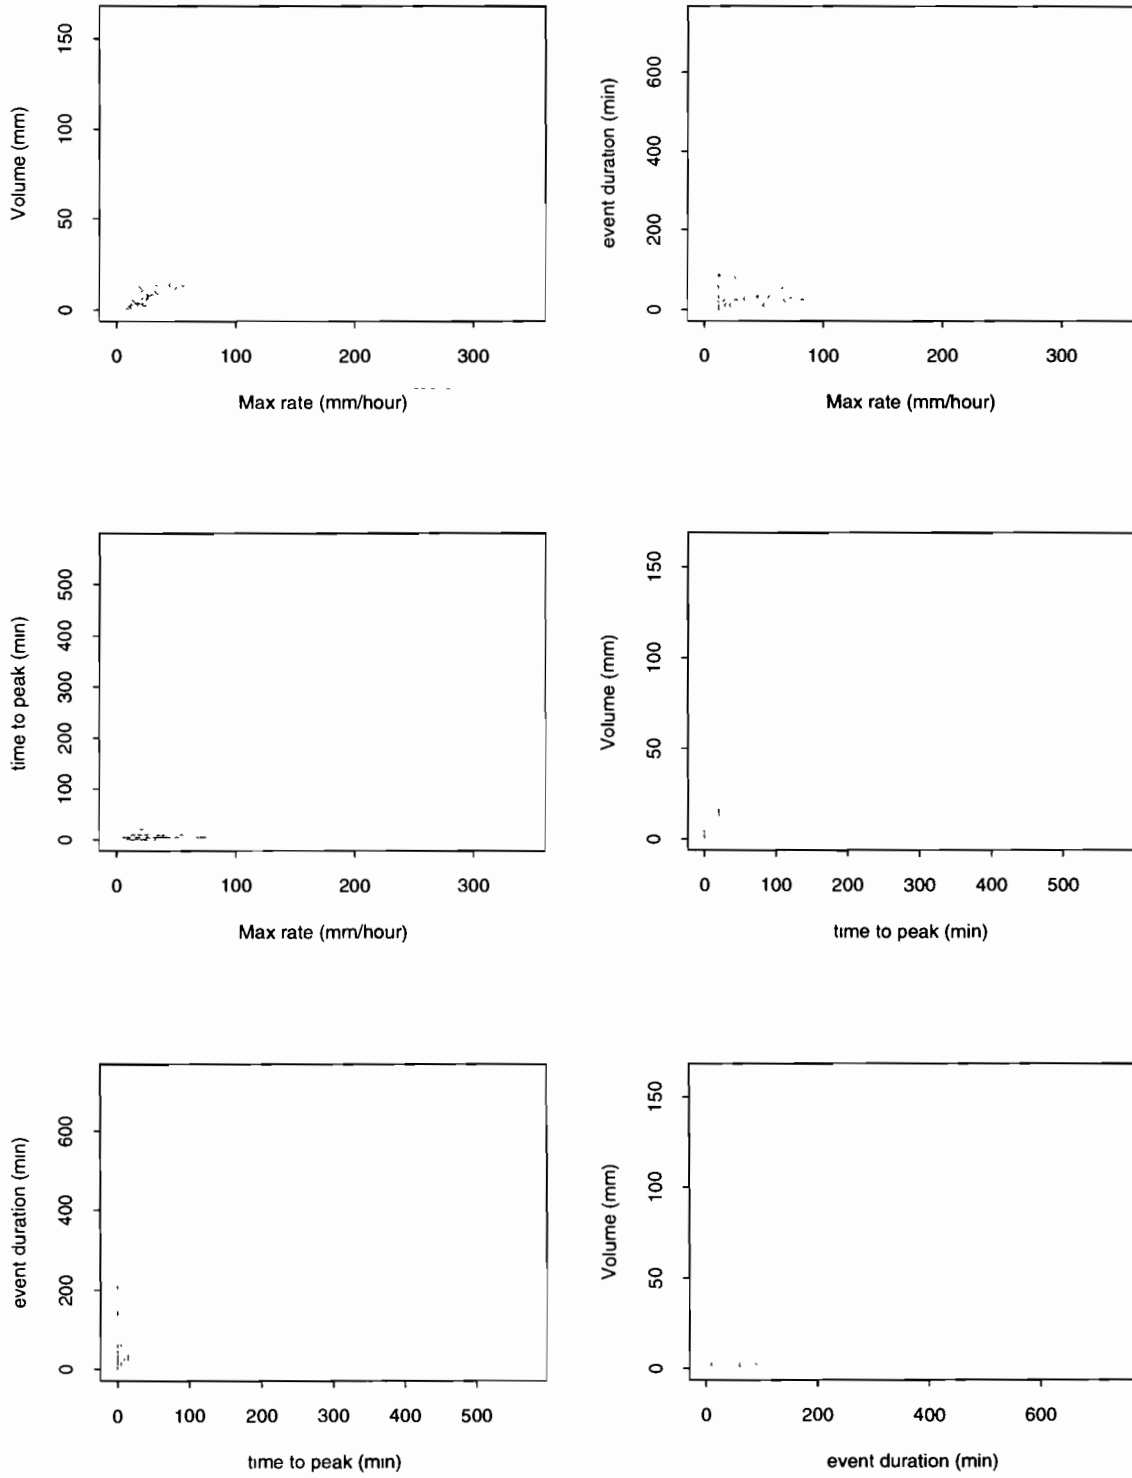 Volume (mm)
150
100
50
0
0 100 200 300
Max rate (mm/hour)
event duration (min)
600
400
200
0
0 100 200 300
Max rate (mm/hour)
time to peak (min)
500
400
300
200
100
0
0 100 200 300
Max rate (mm/hour)
Volume (mm)
150
100
50
0
0 100 200 300 400 500
time to peak (min)
event duration (min)
600
400
200
0
0 100 200 300 400 500
time to peak (min)
Volume (mm)
150
100
50
0
0 200 400 600
event duration (min)